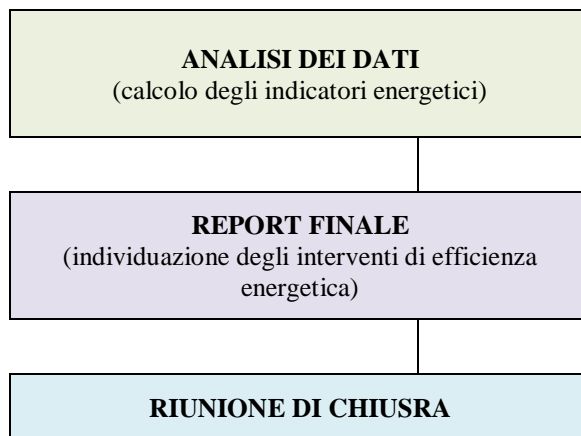 ANALISI DEI DATI
(calcolo degli indicatori energetici)
REPORT FINALE
(individuazione degli interventi di efficienza
energetica)
RIUNIONE DI CHIUSRA